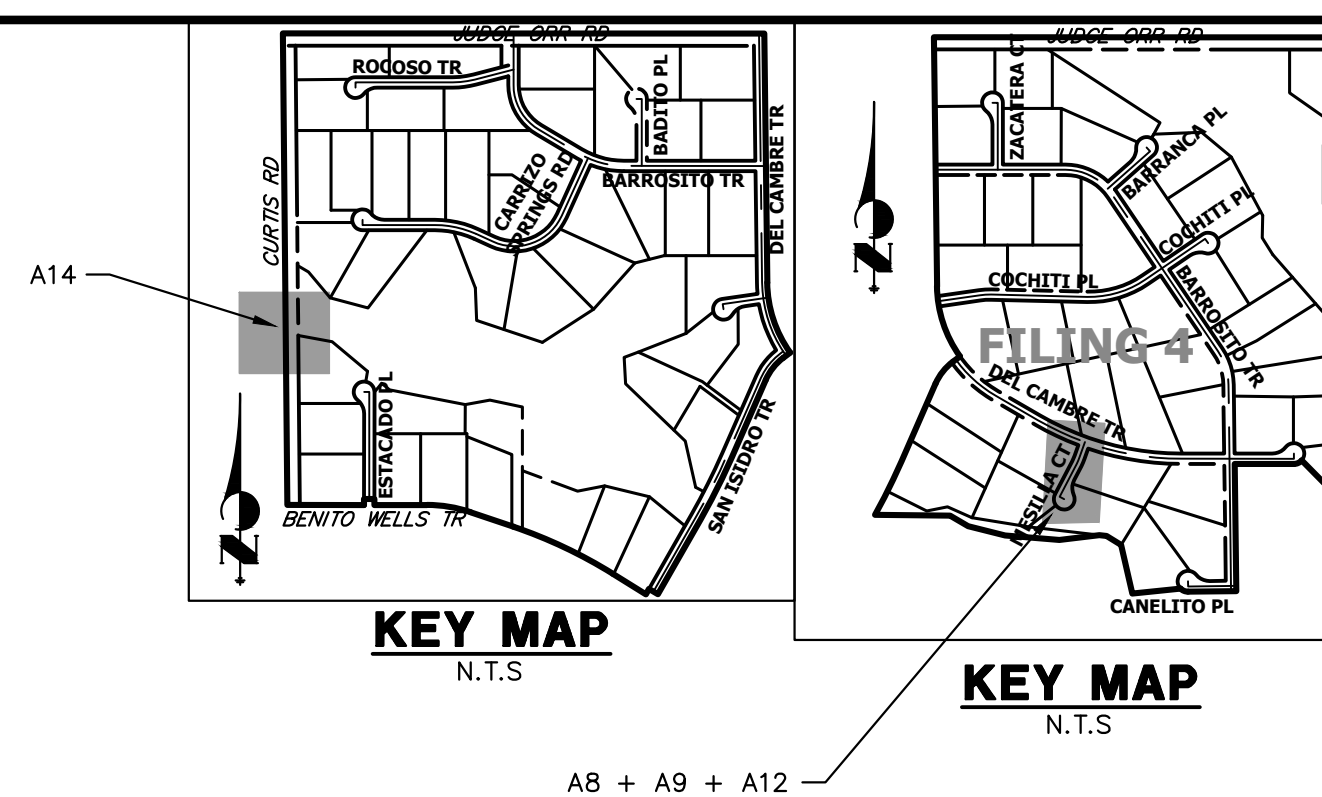 JUDGE ORR RD
ROCOSO TR
BADITO PL
DEL CAMBRE TR
CURTIS RD
CARRIZO
SPRINGS RD
BARROSITO TR
A14
ESTACADO PL
SAN ISIDRO TR
BENITO WELLS TR
N
KEY MAP
N.T.S
JUDGE ORR RD
ZACATERA CT
BARRANCA PL
COCHITI PL
N
COCHITI PL
BARROSITO TR
FILING 4
DEL CAMBRE TR
MESILLA CT
CANELITO PL
KEY MAP
N.T.S
A8 + A9 + A12